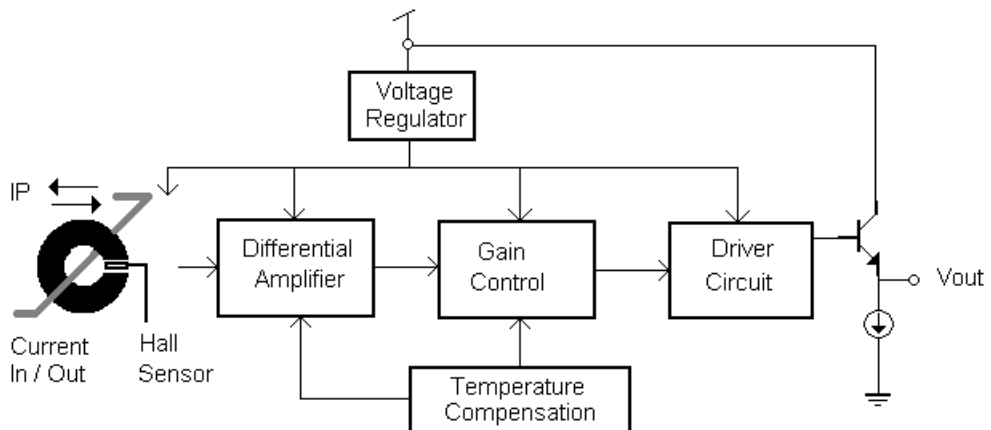 Voltage
Regulator
IP
Differential
Amplifier
Gain
Control
Driver
Circuit
Vout
Current
In / Out
Hall
Sensor
Temperature
Compensation